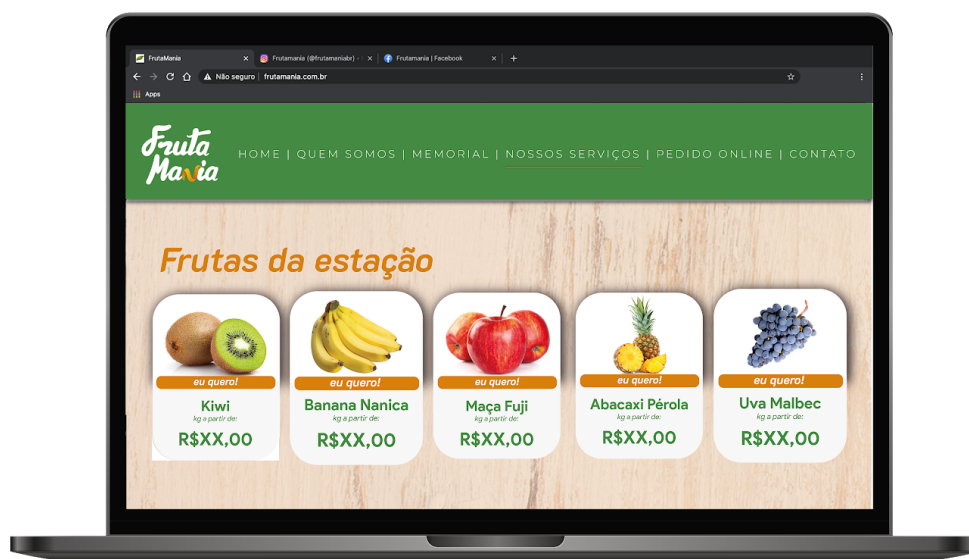 FrutaMania
Frutamania (@frutamaniabr) -
Frutamania | Facebook
Não seguro | frutamania.com.br
Apps
Fruta
Mania
HOME | QUEM SOMOS | MEMORIAL | NOSSOS SERVIÇOS | PEDIDO ONLINE | CONTATO
Frutas da estação
eu quero!
Kiwi
kg a partir de:
R$XX,00
eu quero!
Banana Nanica
kg a partir de:
R$XX,00
eu quero!
Maça Fuji
kg a partir de:
R$XX,00
eu quero!
Abacaxi Pérola
kg a partir de:
R$XX,00
eu quero!
Uva Malbec
kg a partir de:
R$XX,00